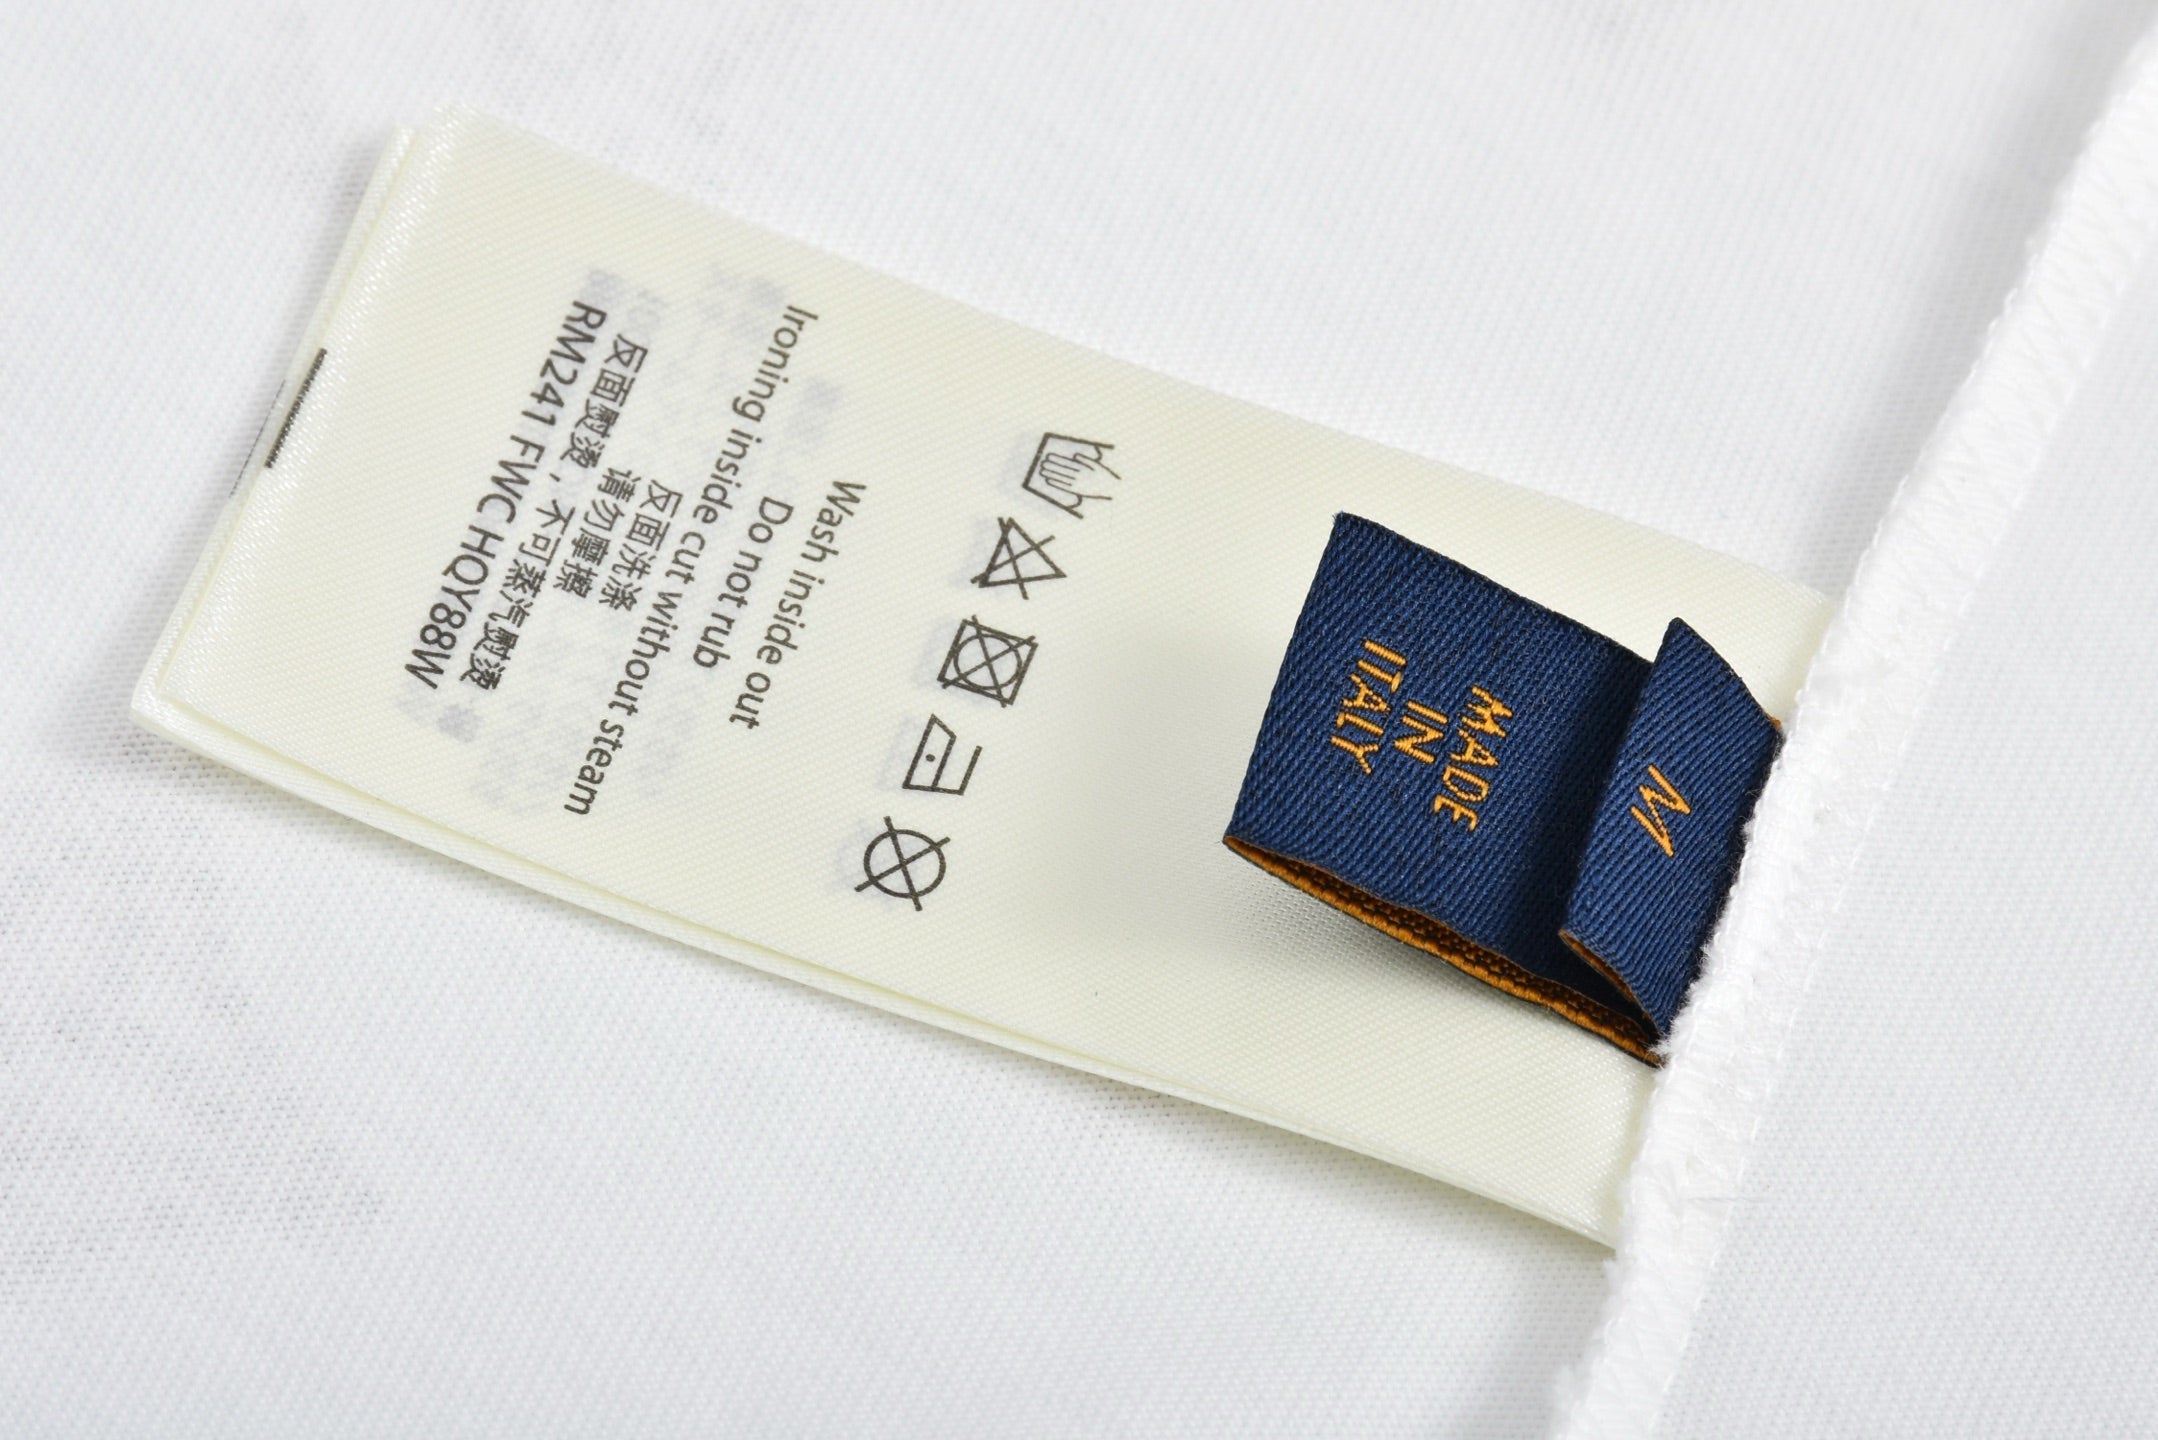 M
MADE
IN
ITALY
Wash inside out
Do not rub
Ironing inside cut without steam
反面洗涤
请勿摩擦
反面熨烫，不可蒸汽熨烫
RM241 FWC HQY88W